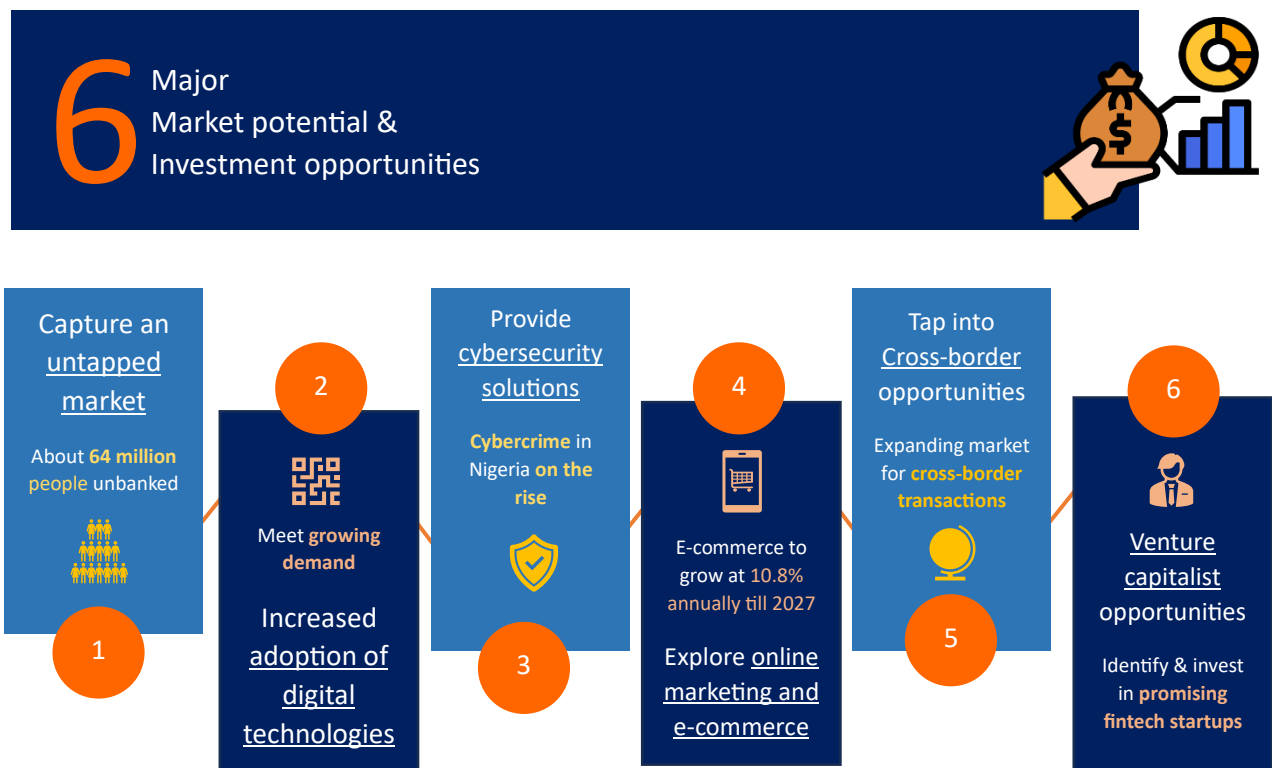 6
Major
Market potential &
Investment opportunities
Capture an
untapped
market
About 64 million
people unbanked
1
2
Meet growing
demand
Increased
adoption of
digital
technologies
Provide
cybersecurity
solutions
Cybercrime in
Nigeria on the
rise
3
4
E-commerce to
grow at 10.8%
annually till 2027
Explore online
marketing and
e-commerce
Tap into
Cross-border
opportunities
Expanding market
for cross-border
transactions
5
6
Venture
capitalist
opportunities
Identify & invest
in promising
fintech startups
$